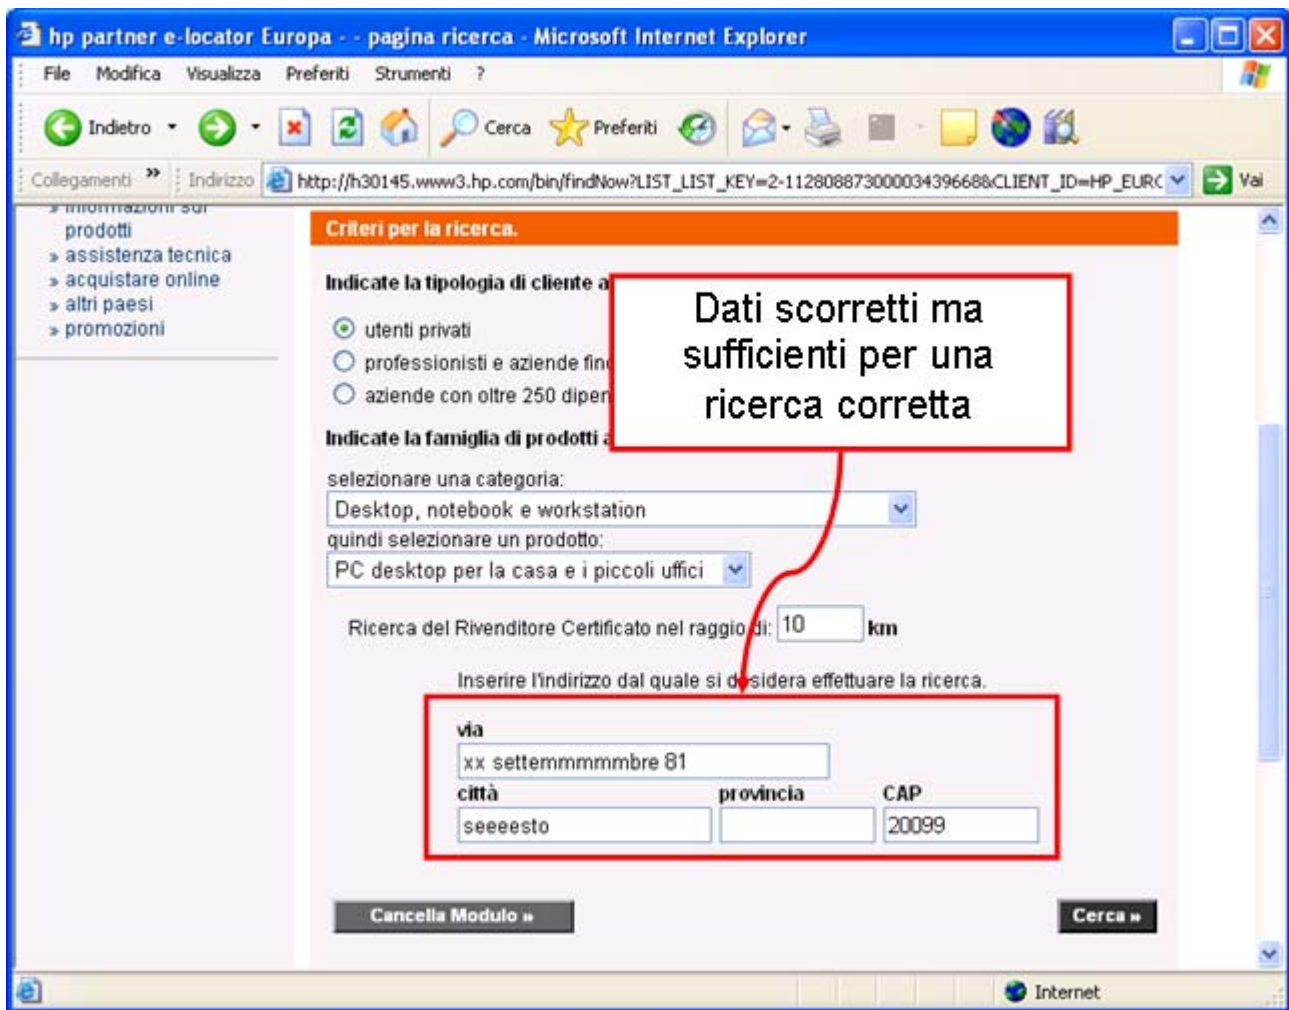 hp partner e-locator Europa - - pagina ricerca - Microsoft Internet Explorer
File Modifica Visualizza Preferiti Strumenti ?
Indietro Cerca Preferiti
Collegamenti » Indirizzo http://h30145.www3.hp.com/bin/findNow?LIST_LIST_KEY=2-11280887300003439668&CLIENT_ID=HP_EURO Vai
» informazioni sui
prodotti
» assistenza tecnica
» acquistare online
» altri paesi
» promozioni
Criteri per la ricerca.
Indicate la tipologia di cliente a
utenti privati
professionisti e aziende fino
aziende con oltre 250 dipen
Dati scorretti ma
sufficienti per una
ricerca corretta
Indicate la famiglia di prodotti a
selezionare una categoria:
Desktop, notebook e workstation
quindi selezionare un prodotto:
PC desktop per la casa e i piccoli uffici
Ricerca del Rivenditore Certificato nel raggio di: 10 km
Inserire l'indirizzo dal quale si desidera effettuare la ricerca.
via
xx settemmmmmbre 81
città provincia CAP
seeeesto 20099
Cancella Modulo » Cerca »
Internet